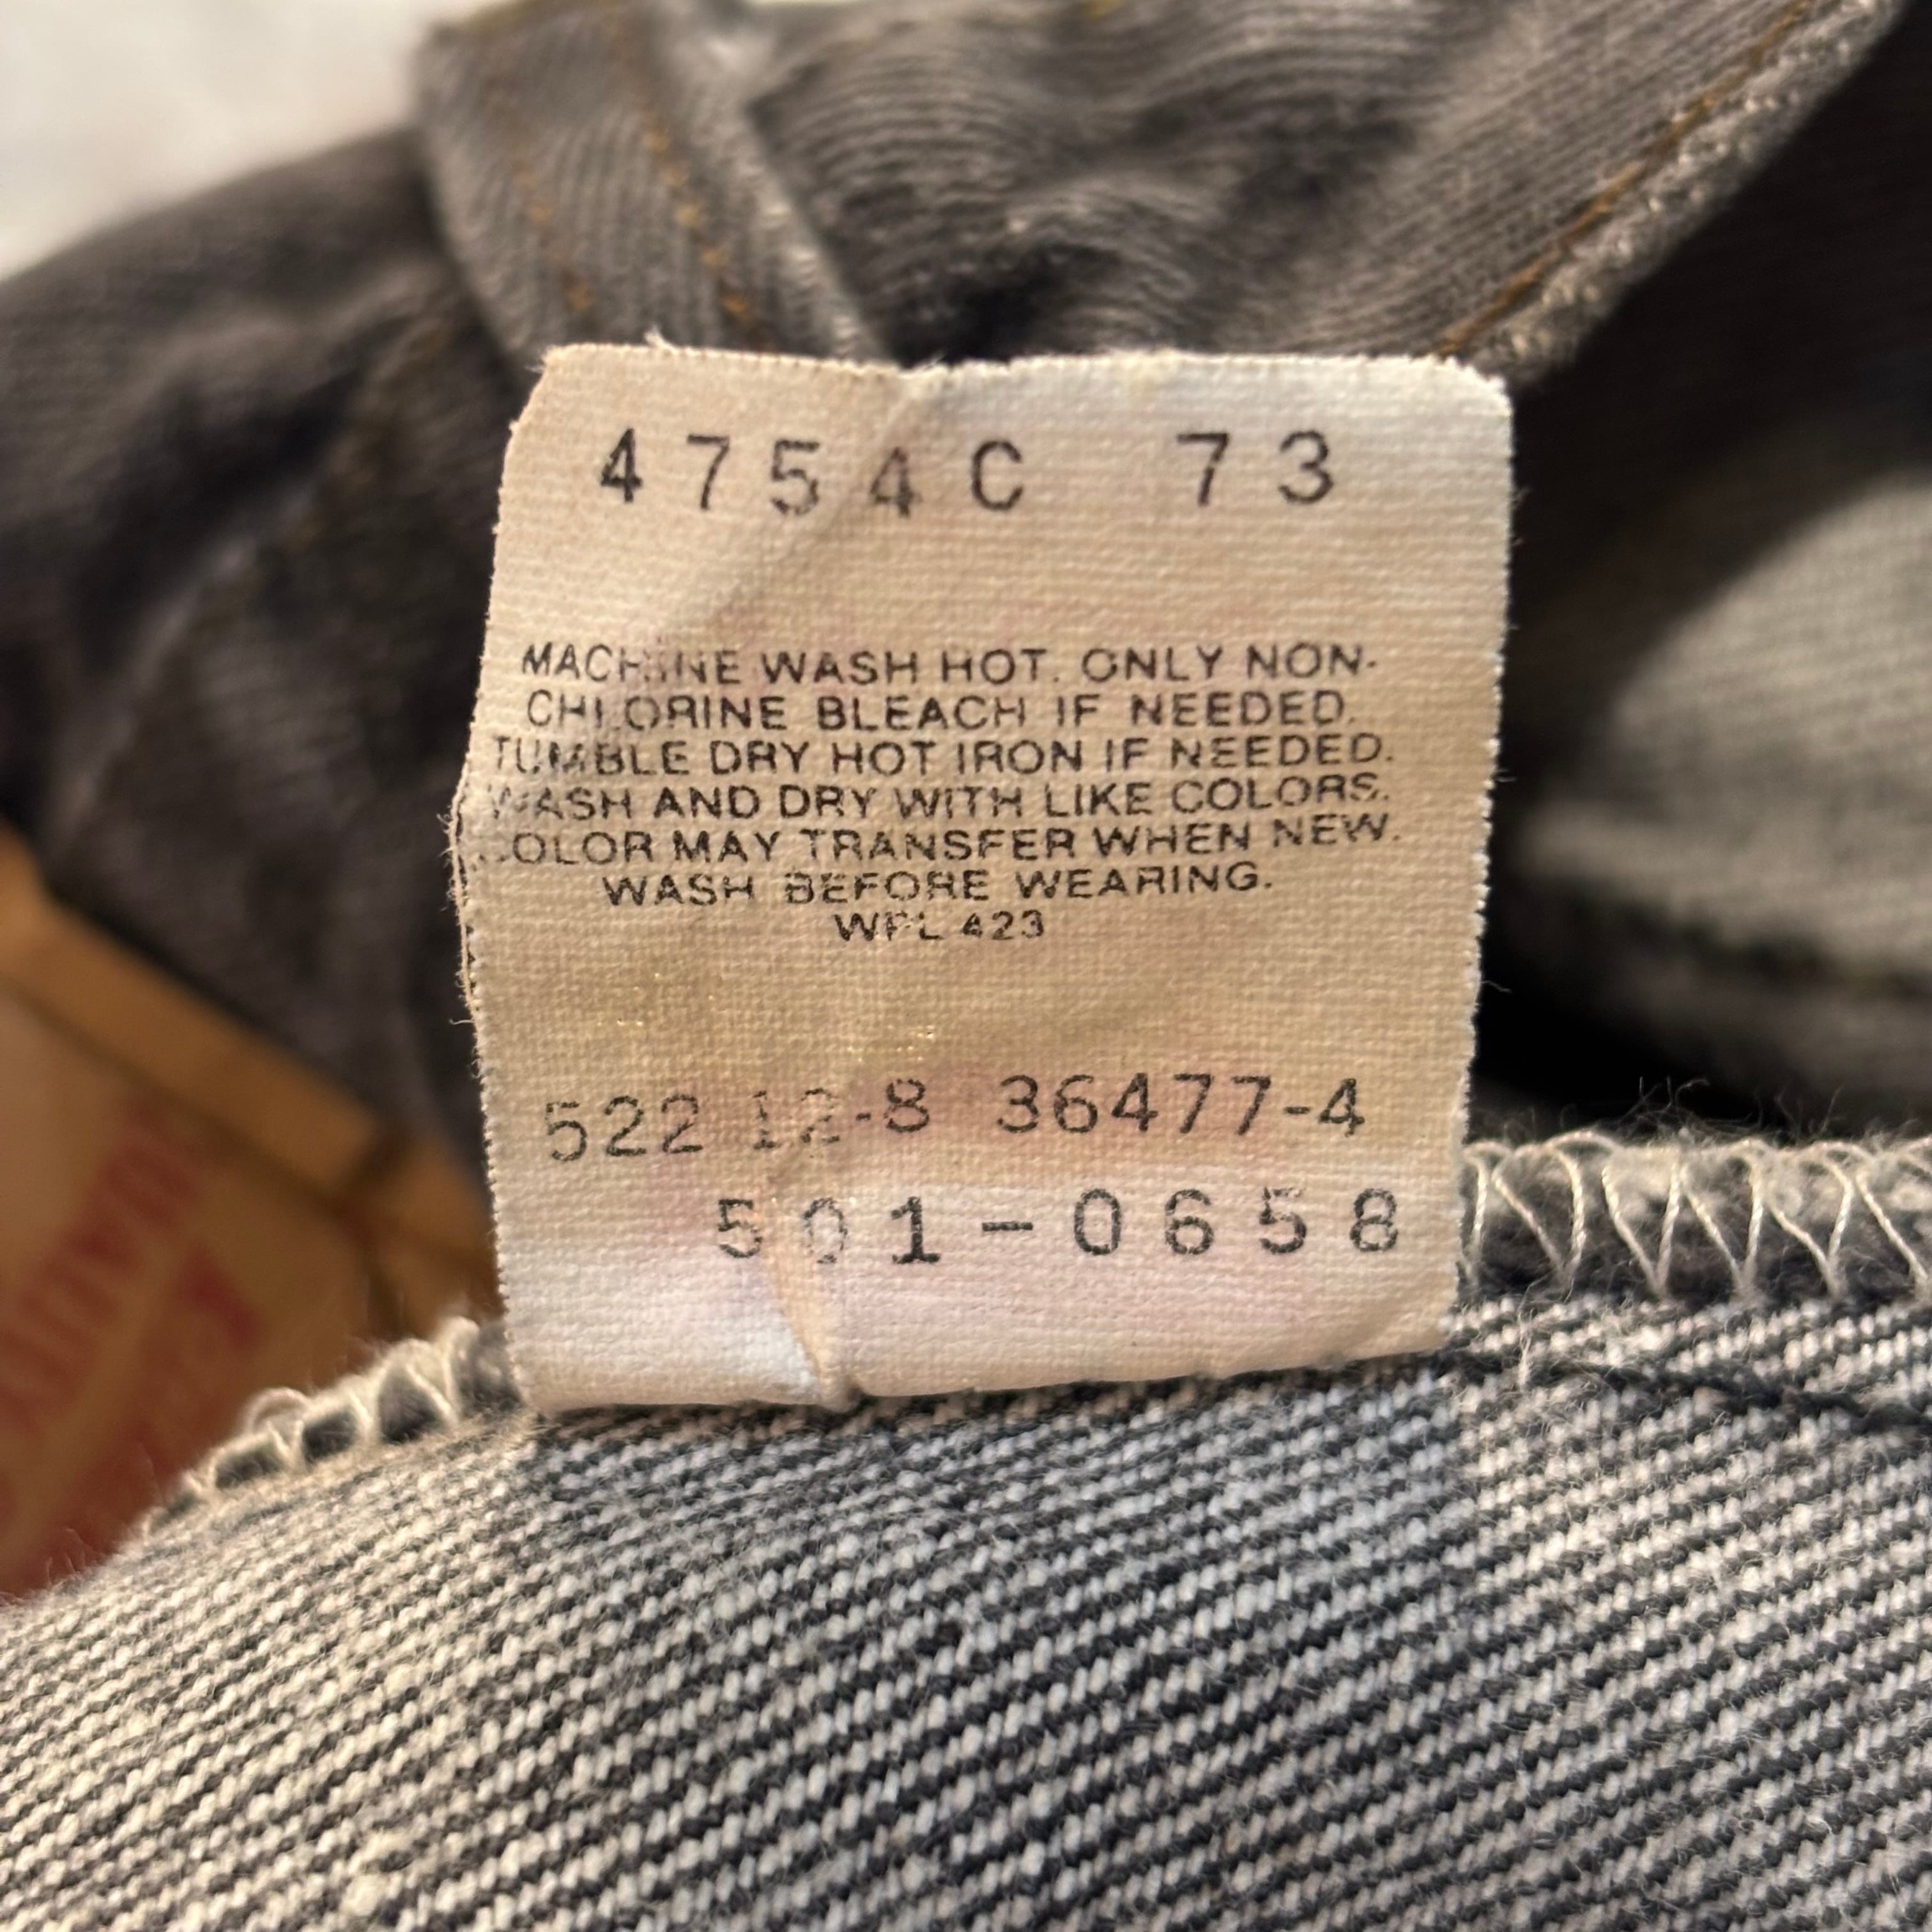 4754C 73
MACHINE WASH HOT. ONLY NON-
CHLORINE BLEACH IF NEEDED.
TUMBLE DRY HOT IRON IF NEEDED.
WASH AND DRY WITH LIKE COLORS.
COLOR MAY TRANSFER WHEN NEW.
WASH BEFORE WEARING.
WPL 423
522 12-8 36477-4
501-0658